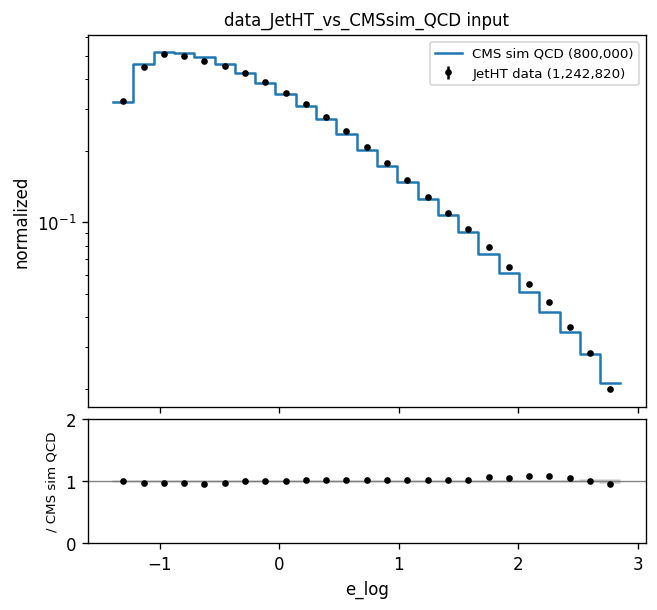 data_JetHT_vs_CMSsim_QCD input
CMS sim QCD (800,000)
JetHT data (1,242,820)
normalized
10⁻¹
/ CMS sim QCD
2
1
0
−1
0
1
2
3
e_log